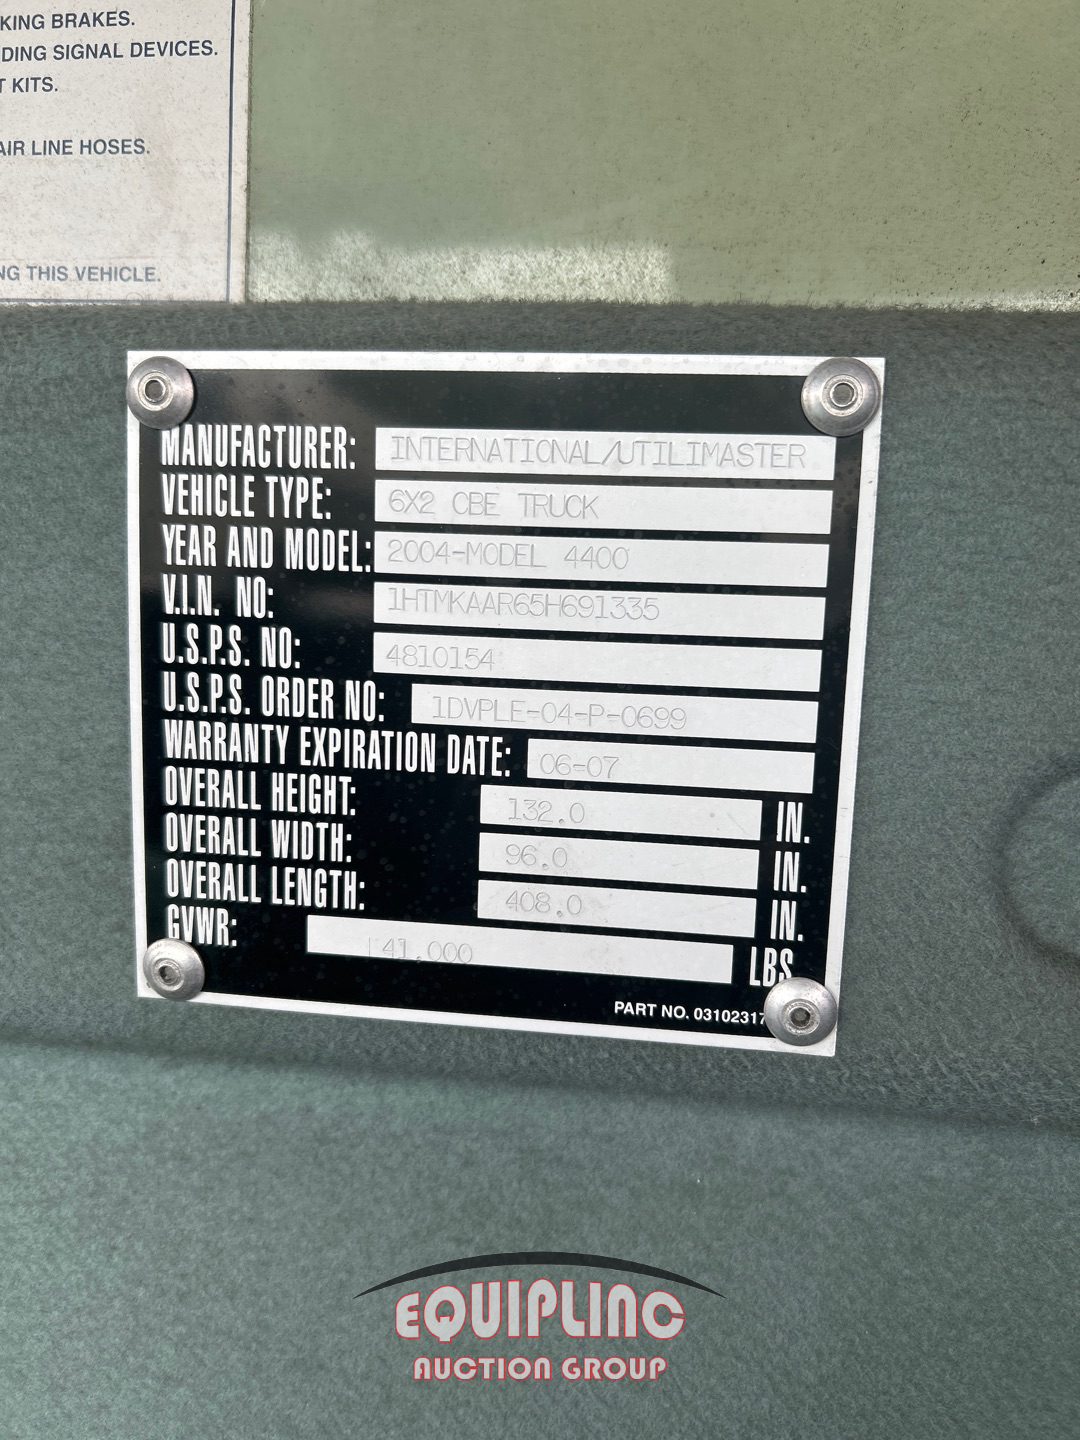 KING BRAKES.
DING SIGNAL DEVICES.
T KITS.
AIR LINE HOSES.
NG THIS VEHICLE.
MANUFACTURER: INTERNATIONAL/UTILIMASTER
VEHICLE TYPE: 6X2 CBE TRUCK
YEAR AND MODEL: 2004-MODEL 4400
V.I.N. NO: 1HTMKAAR65H691335
U.S.P.S. NO: 4810154
U.S.P.S. ORDER NO: 1DVPLE-04-P-0699
WARRANTY EXPIRATION DATE: 06-07
OVERALL HEIGHT: 132.0 IN.
OVERALL WIDTH: 96.0 IN.
OVERALL LENGTH: 408.0 IN.
GVWR: 41,000 LBS
PART NO. 03102317
EQUIPLINC
AUCTION GROUP